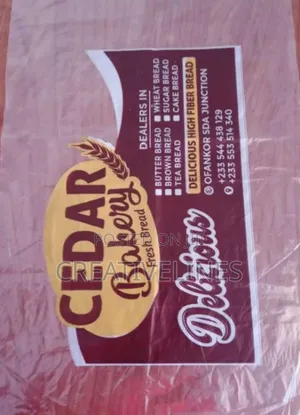 CEDAR
Bakery
Fresh Bread
DEALERS IN
BUTTER BREAD
BROWN BREAD
TEA BREAD
WHEAT BREAD
SUGAR BREAD
CAKE BREAD
DELICIOUS HIGH FIBER BREAD
OFANKOR SDA JUNCTION
+233 544 438 129
+233 553 514 340
Delicious
CREATIVELINES